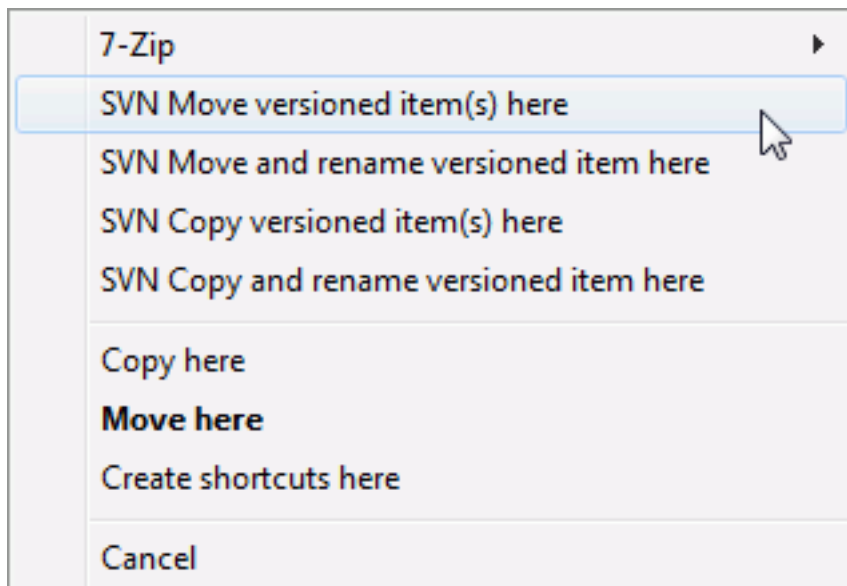 7-Zip
SVN Move versioned item(s) here
SVN Move and rename versioned item here
SVN Copy versioned item(s) here
SVN Copy and rename versioned item here
Copy here
Move here
Create shortcuts here
Cancel